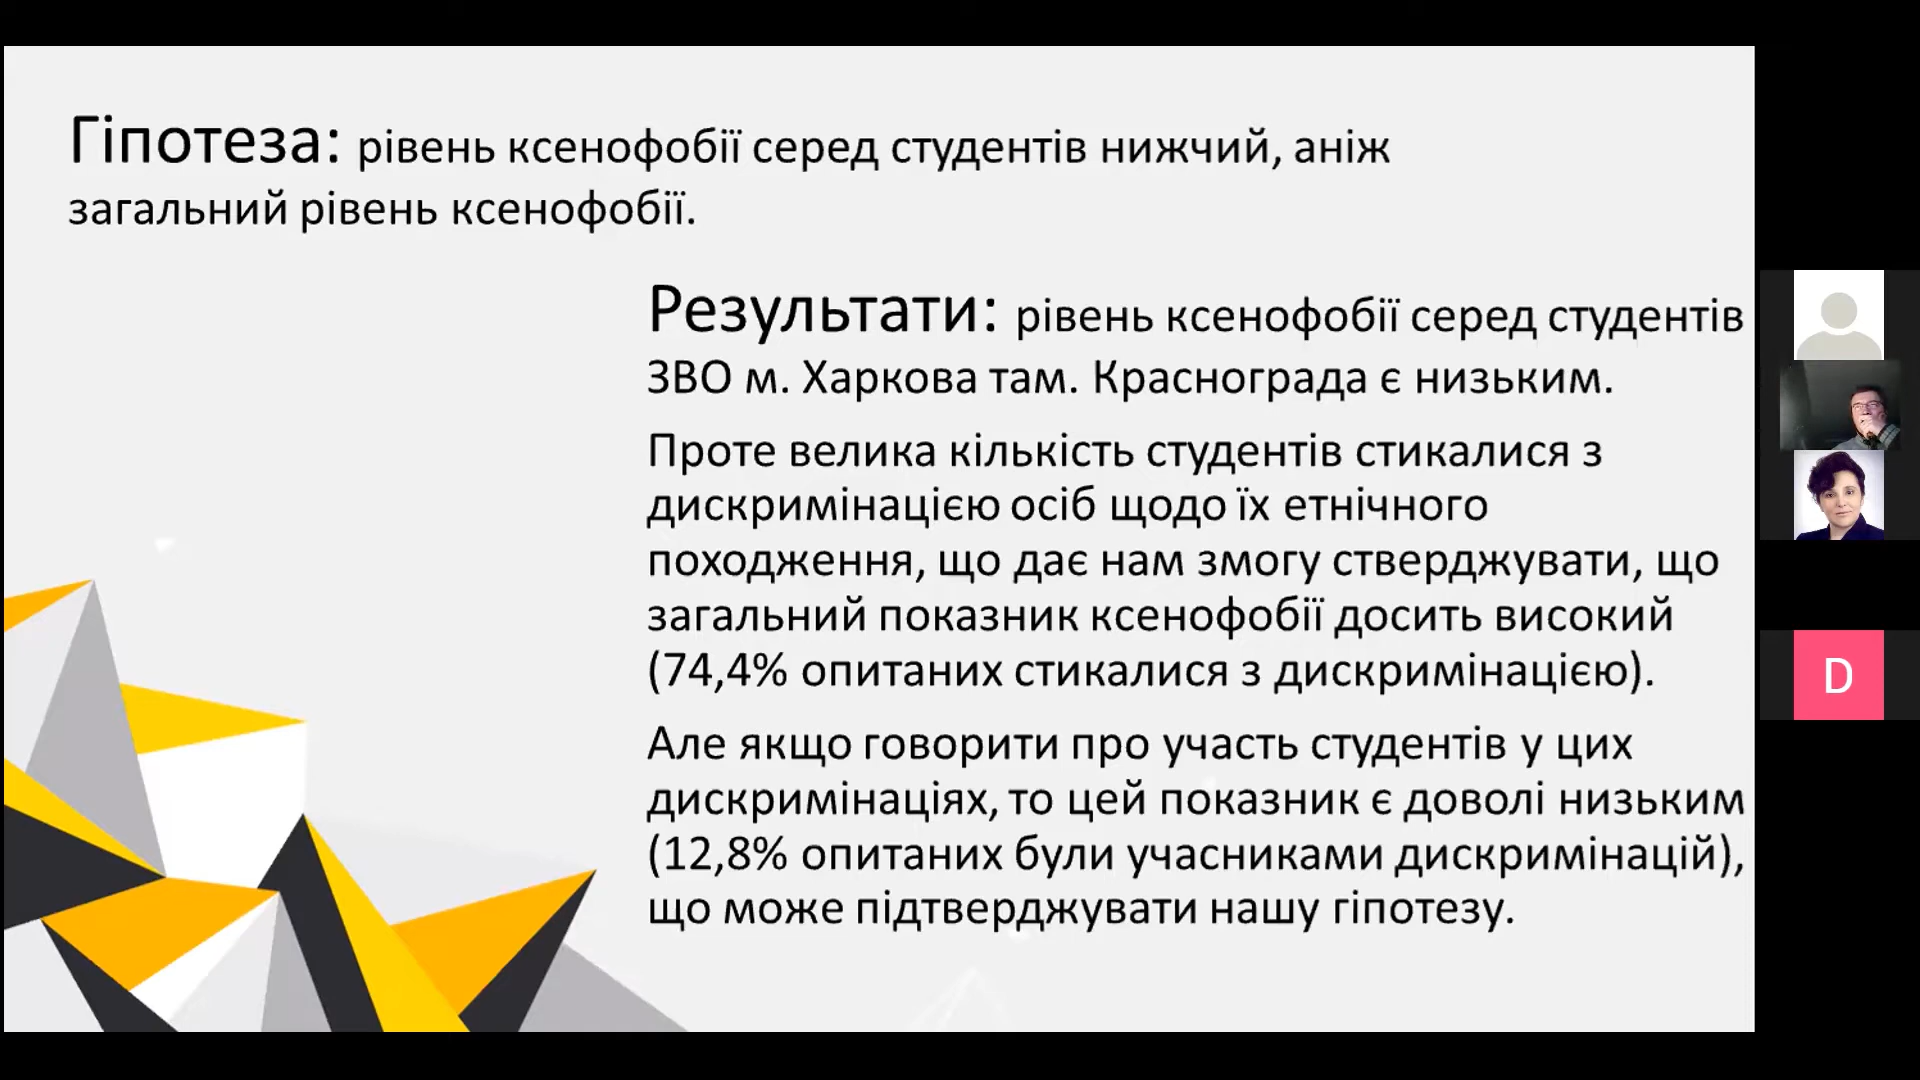 Гіпотеза: рівень ксенофобії серед студентів нижчий, аніж
загальний рівень ксенофобії.
Результати: рівень ксенофобії серед студентів
ЗВО м. Харкова там. Краснограда є низьким.
Проте велика кількість студентів стикалися з
дискримінацією осіб щодо їх етнічного
походження, що дає нам змогу стверджувати, що
загальний показник ксенофобії досить високий
(74,4% опитаних стикалися з дискримінацією).
Але якщо говорити про участь студентів у цих
дискримінаціях, то цей показник є доволі низьким
(12,8% опитаних були учасниками дискримінацій),
що може підтверджувати нашу гіпотезу.
D